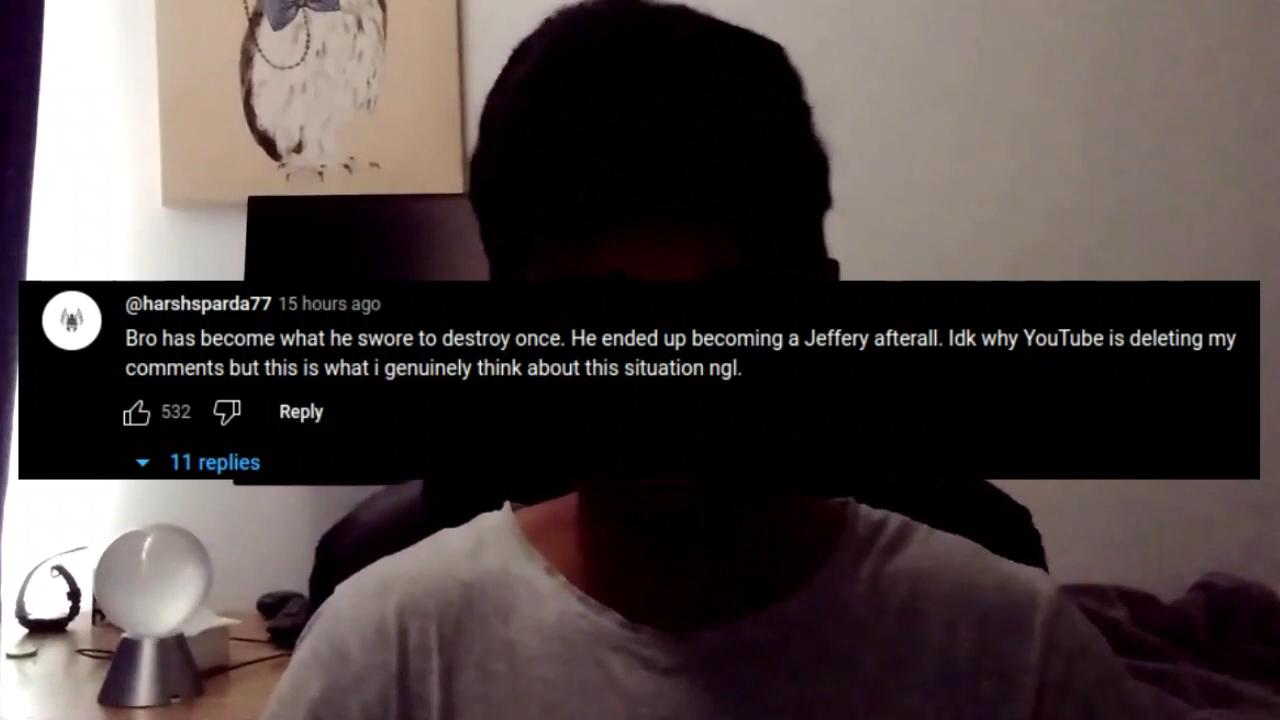 @harshsparda77 15 hours ago
Bro has become what he swore to destroy once. He ended up becoming a Jeffery afterall. Idk why YouTube is deleting my
comments but this is what i genuinely think about this situation ngl.
532 Reply
11 replies